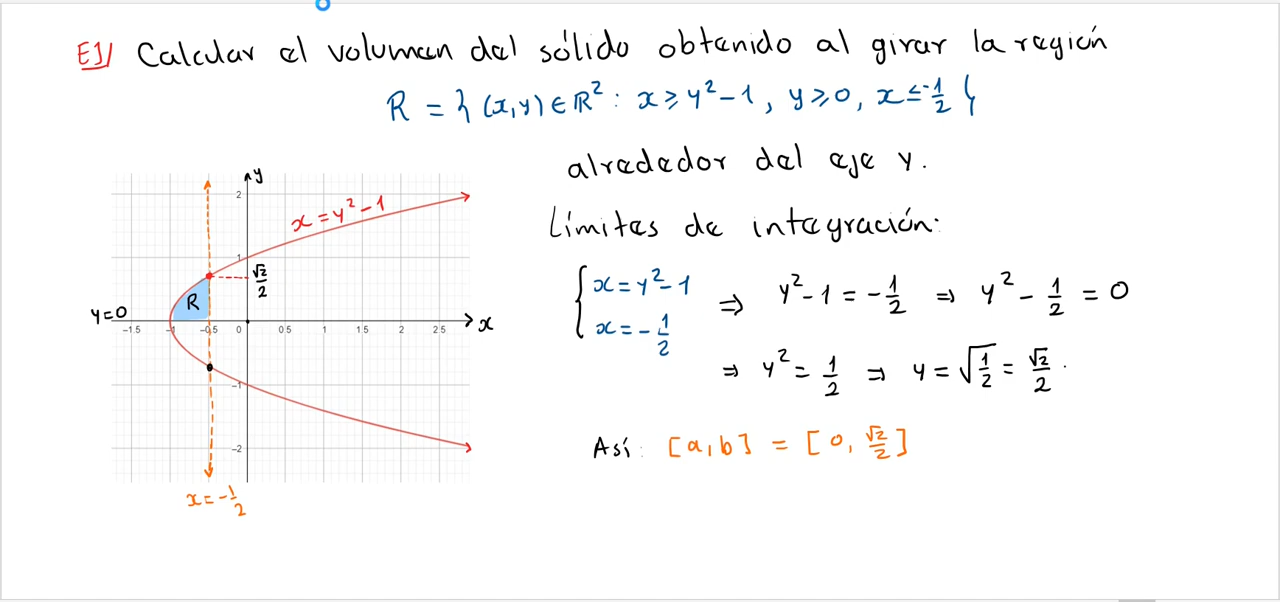 E1/ Calcular el volumen del sólido obtenido al girar la región
R = { (x,y) ∈ ℝ² : x ≥ y² − 1, y ≥ 0, x ≤ −1/2 }
alrededor del eje y.
Límites de integración:
{ x = y² − 1
x = −1/2
⇒ y² − 1 = −1/2 ⇒ y² − 1/2 = 0
⇒ y² = 1/2 ⇒ y = √(1/2) = √2/2 .
Así: [a,b] = [0, √2/2]
y
2
x = y² − 1
1
√2/2
R
y=0
−1.5 −1 −0.5 0 0.5 1 1.5 2 2.5 x
−1
−2
x = −1/2